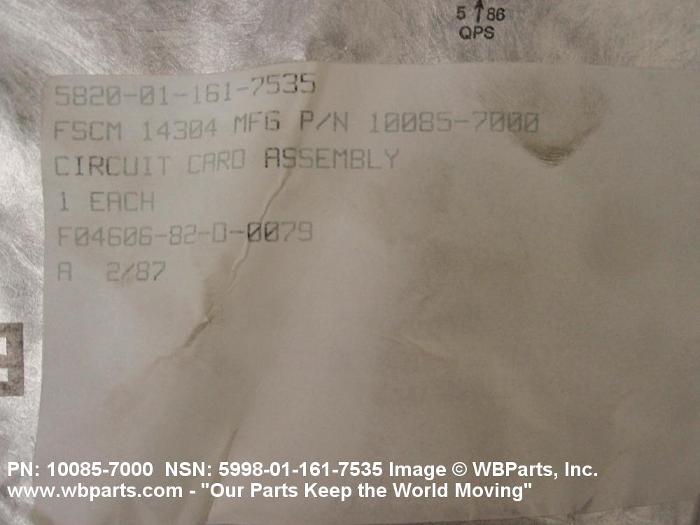 5 86
QPS
5820-01-161-7535
FSCM 14304 MFG P/N 10085-7000
CIRCUIT CARD ASSEMBLY
1 EACH
F04606-82-D-0079
A 2/87
PN: 10085-7000 NSN: 5998-01-161-7535 Image © WBParts, Inc.
www.wbparts.com - "Our Parts Keep the World Moving"